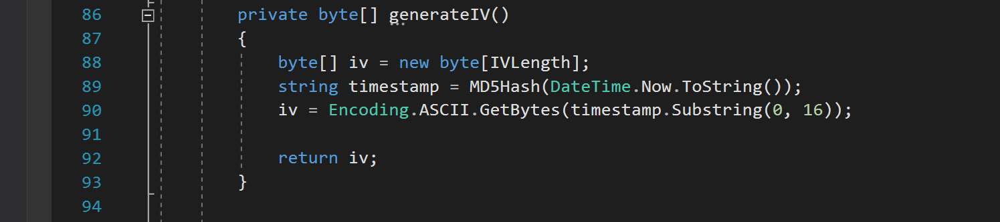 86 private byte[] generateIV()
87 {
88 byte[] iv = new byte[IVLength];
89 string timestamp = MD5Hash(DateTime.Now.ToString());
90 iv = Encoding.ASCII.GetBytes(timestamp.Substring(0, 16));
91
92 return iv;
93 }
94